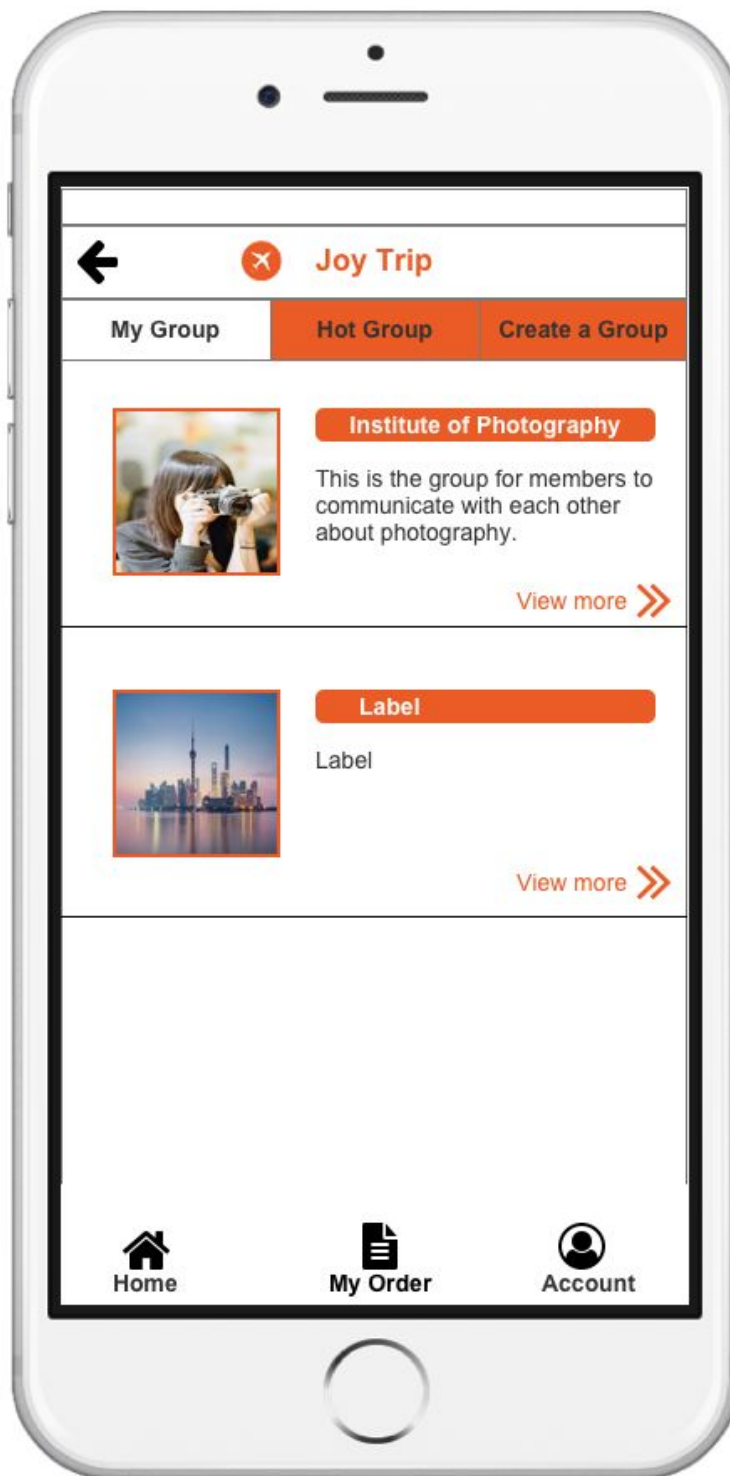 Joy Trip
My Group Hot Group Create a Group
Institute of Photography
This is the group for members to
communicate with each other
about photography.
View more
Label
Label
View more
Home My Order Account